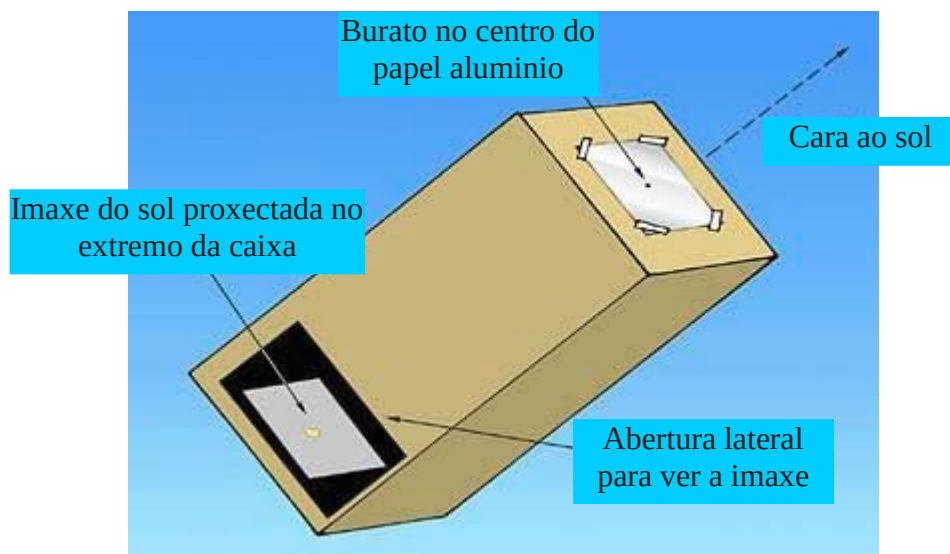 Burato no centro do
papel aluminio
Cara ao sol
Imaxe do sol proxectada no
extremo da caixa
Abertura lateral
para ver a imaxe